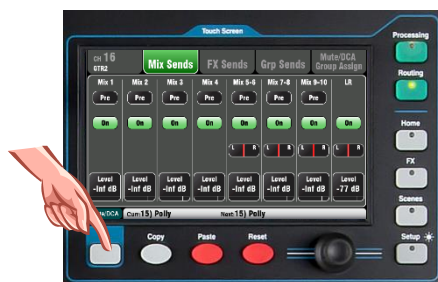 Touch Screen
CH 16
GTR2
Mix Sends
FX Sends
Grp Sends
Mute/DCA
Group Assign
Mix 1 Mix 2 Mix 3 Mix 4 Mix 5-6 Mix 7-8 Mix 9-10 LR
Pre Pre Pre Pre Pre Pre Pre
On On On On On On On On
L R L R L R L R
Level Level Level Level Level Level Level Level
-Inf dB -Inf dB -Inf dB -Inf dB -Inf dB -Inf dB -Inf dB -77 dB
/DCA Curr: 15) Polly Next: 15) Polly
Copy
Paste
Reset
Processing
Routing
Home
FX
Scenes
Setup